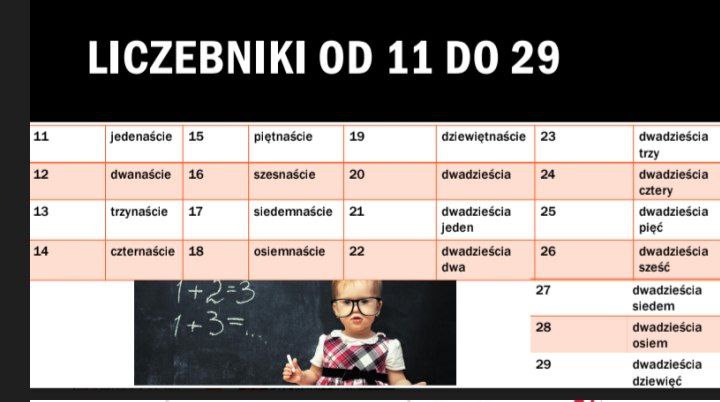 LICZEBNIKI OD 11 DO 29
11 jedenaście 15 piętnaście 19 dziewiętnaście 23 dwadzieścia
trzy
12 dwanaście 16 szesnaście 20 dwadzieścia 24 dwadzieścia
cztery
13 trzynaście 17 siedemnaście 21 dwadzieścia 25 dwadzieścia
jeden pięć
14 czternaście 18 osiemnaście 22 dwadzieścia 26 dwadzieścia
dwa sześć
1+2=3
1+3=...
27 dwadzieścia
siedem
28 dwadzieścia
osiem
29 dwadzieścia
dziewięć